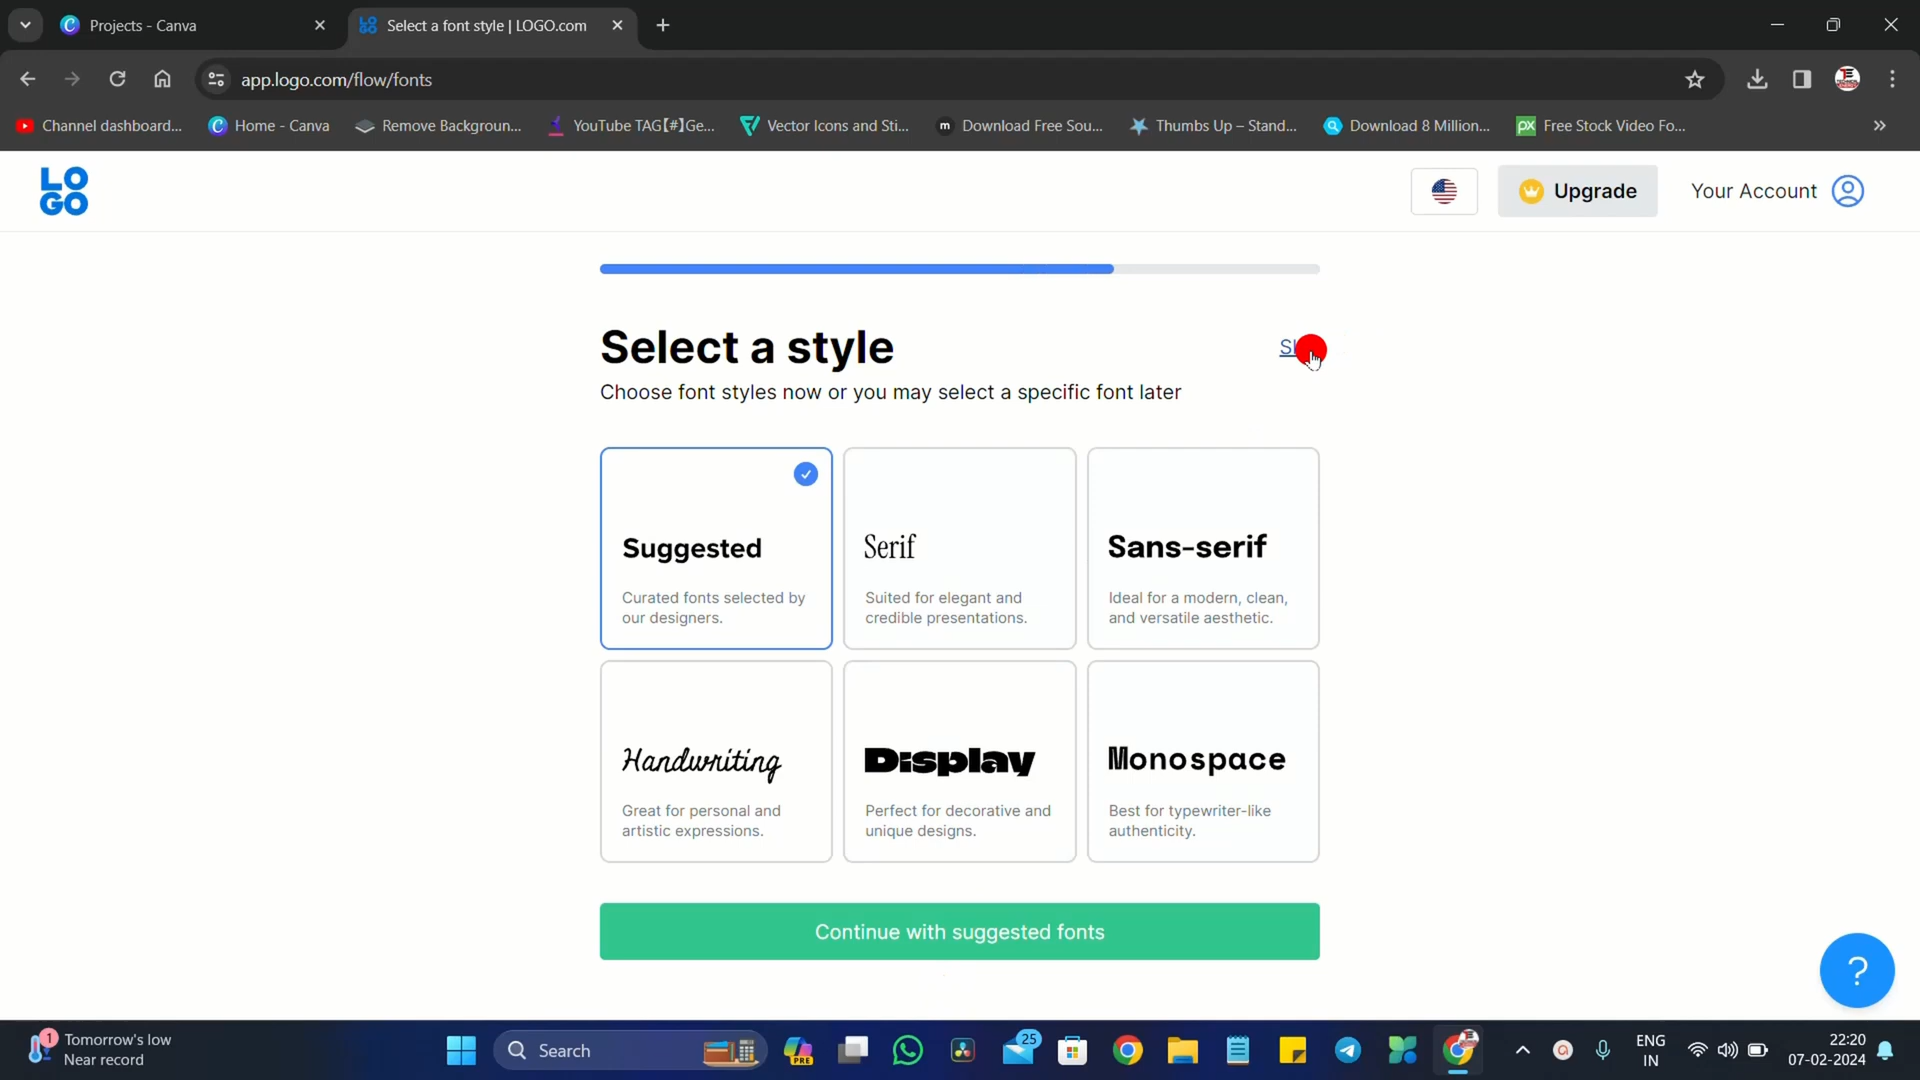 Projects - Canva
Select a font style | LOGO.com
app.logo.com/flow/fonts
Channel dashboard...
Home - Canva
Remove Backgroun...
YouTube TAG【#】Ge...
Vector Icons and Sti...
Download Free Sou...
Thumbs Up – Stand...
Download 8 Million...
Free Stock Video Fo...
LO
GO
Upgrade
Your Account
Select a style
Choose font styles now or you may select a specific font later
Suggested
Curated fonts selected by
our designers.
Serif
Suited for elegant and
credible presentations.
Sans-serif
Ideal for a modern, clean,
and versatile aesthetic.
Handwriting
Great for personal and
artistic expressions.
Display
Perfect for decorative and
unique designs.
Monospace
Best for typewriter-like
authenticity.
Continue with suggested fonts
?
1
Tomorrow's low
Near record
Search
PRE
25
ENG
IN
22:20
07-02-2024